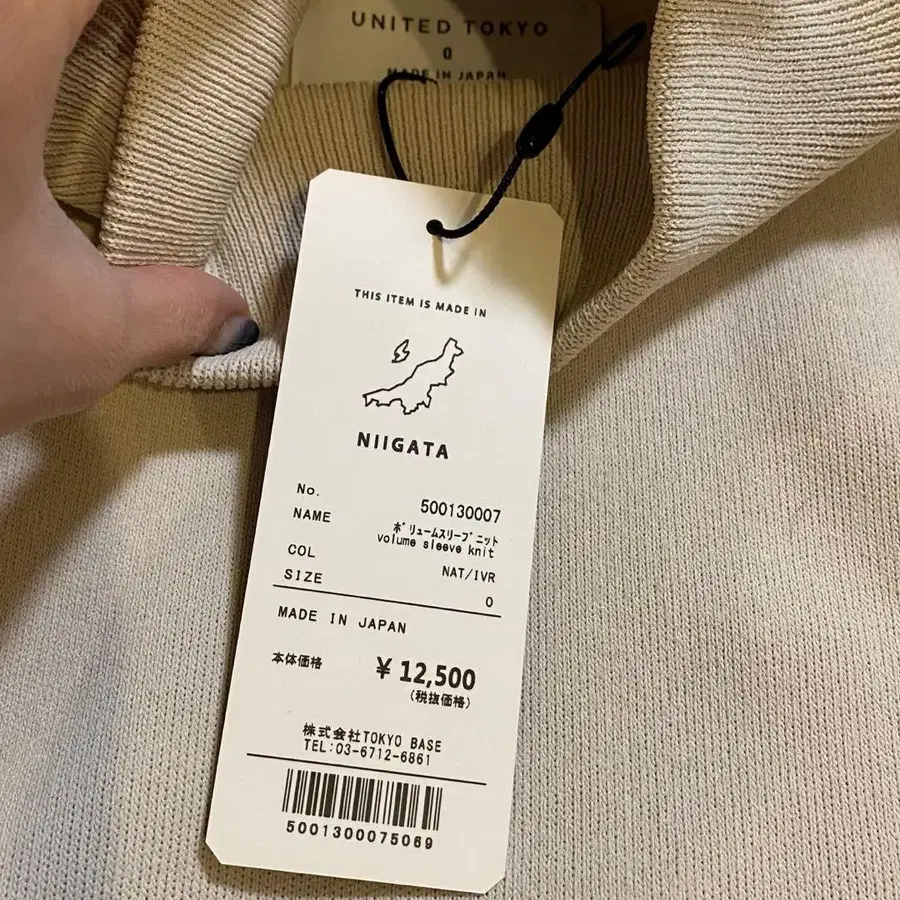 UNITED TOKYO
0
MADE IN JAPAN
THIS ITEM IS MADE IN
NIIGATA
No. 500130007
NAME ボリュームスリーブニット
volume sleeve knit
COL NAT/IVR
SIZE 0
MADE IN JAPAN
本体価格 ¥12,500
(税抜価格)
株式会社TOKYO BASE
TEL:03-6712-6861
5001300075069